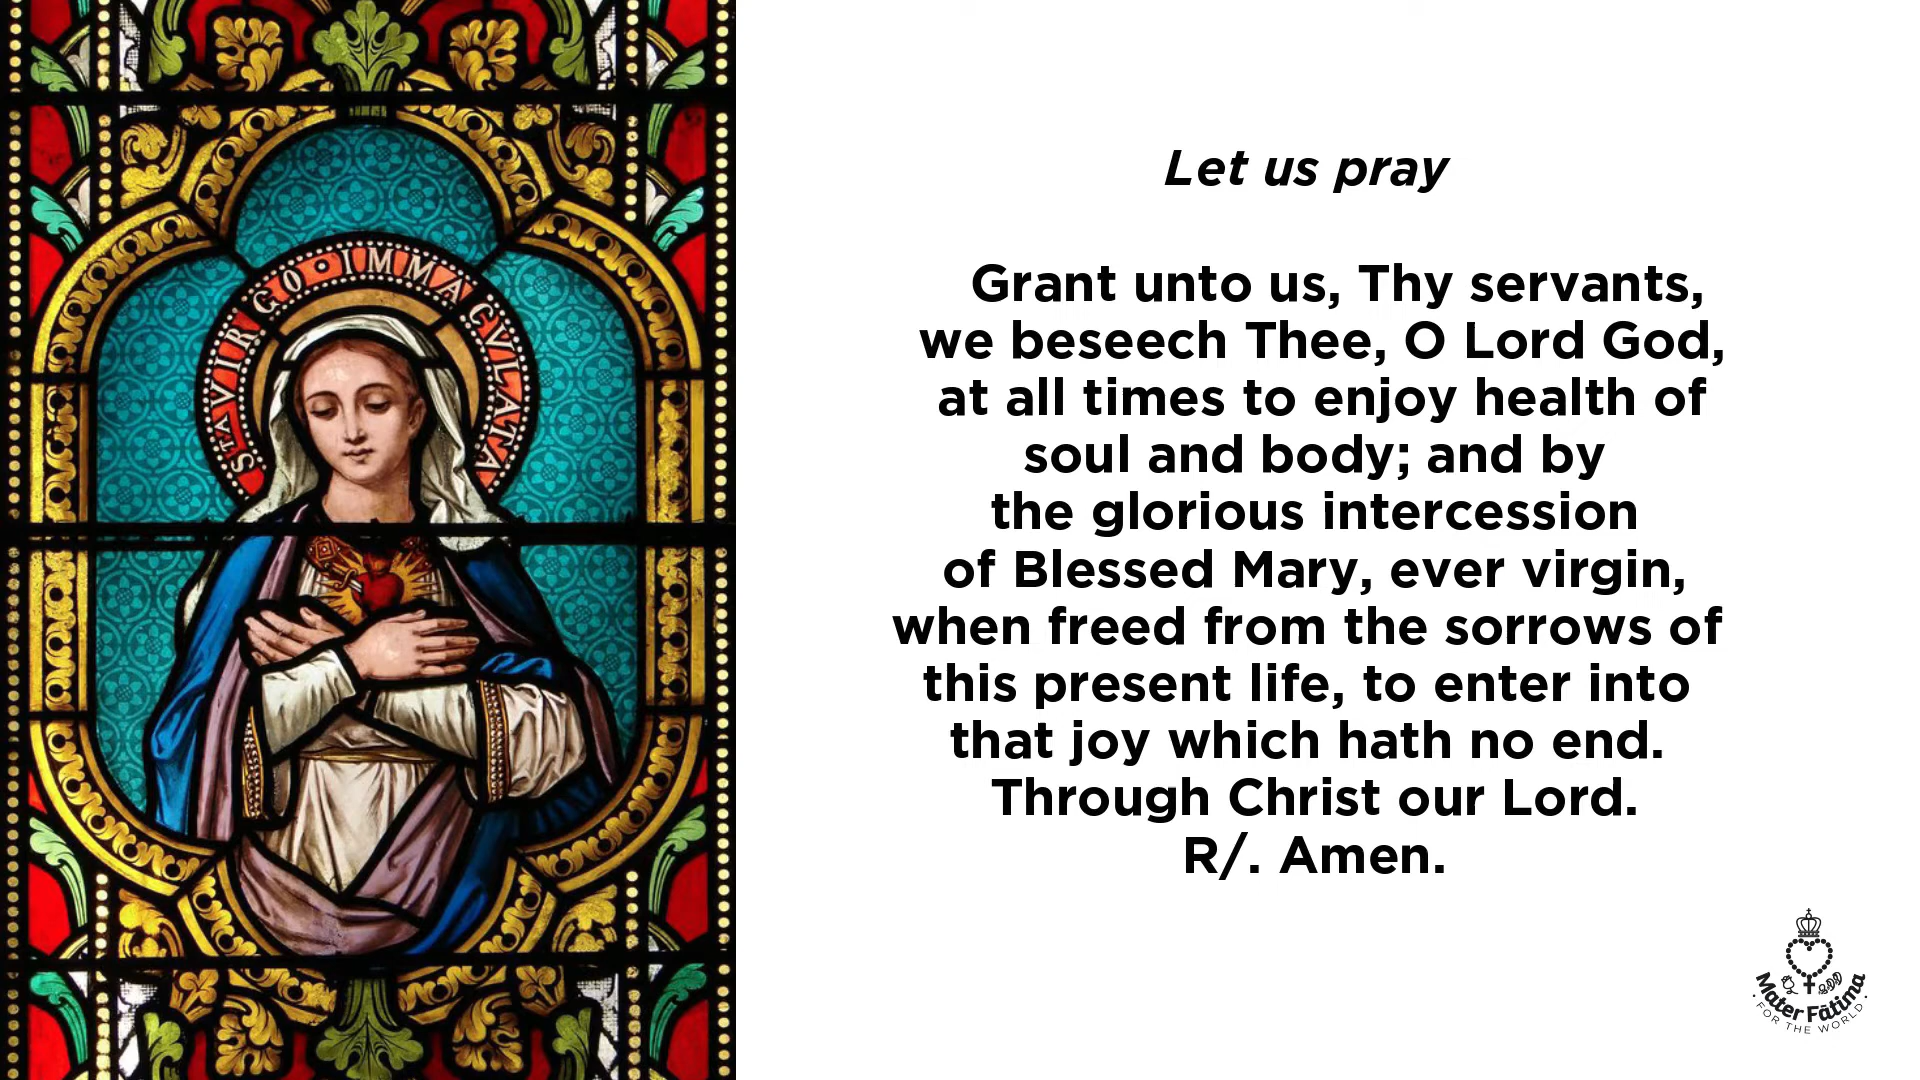 STA VIRGO · IMMACVLATA
Let us pray
Grant unto us, Thy servants,
we beseech Thee, O Lord God,
at all times to enjoy health of
soul and body; and by
the glorious intercession
of Blessed Mary, ever virgin,
when freed from the sorrows of
this present life, to enter into
that joy which hath no end.
Through Christ our Lord.
R/. Amen.
Mater Fátima
· FOR THE WORLD ·